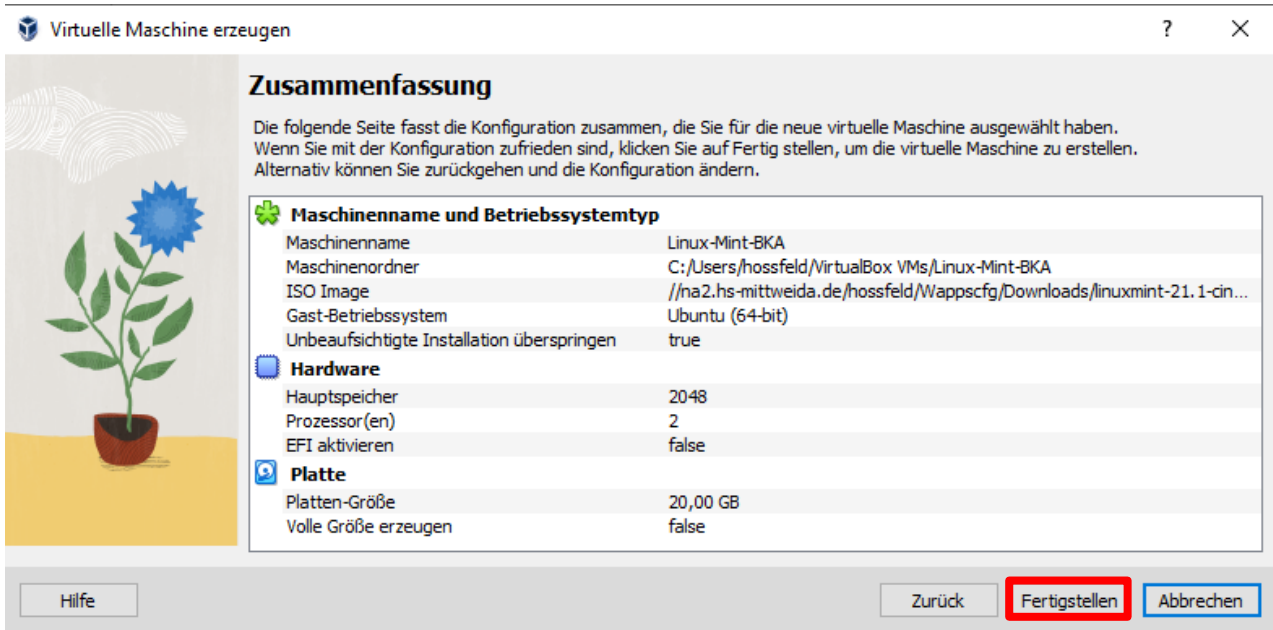 Virtuelle Maschine erzeugen
Zusammenfassung
Die folgende Seite fasst die Konfiguration zusammen, die Sie für die neue virtuelle Maschine ausgewählt haben.
Wenn Sie mit der Konfiguration zufrieden sind, klicken Sie auf Fertig stellen, um die virtuelle Maschine zu erstellen.
Alternativ können Sie zurückgehen und die Konfiguration ändern.
Maschinenname und Betriebssystemtyp
Maschinenname Linux-Mint-BKA
Maschinenordner C:/Users/hossfeld/VirtualBox VMs/Linux-Mint-BKA
ISO Image //na2.hs-mittweida.de/hossfeld/Wappscfg/Downloads/linuxmint-21.1-cin...
Gast-Betriebssystem Ubuntu (64-bit)
Unbeaufsichtigte Installation überspringen true
Hardware
Hauptspeicher 2048
Prozessor(en) 2
EFI aktivieren false
Platte
Platten-Größe 20,00 GB
Volle Größe erzeugen false
Hilfe Zurück Fertigstellen Abbrechen